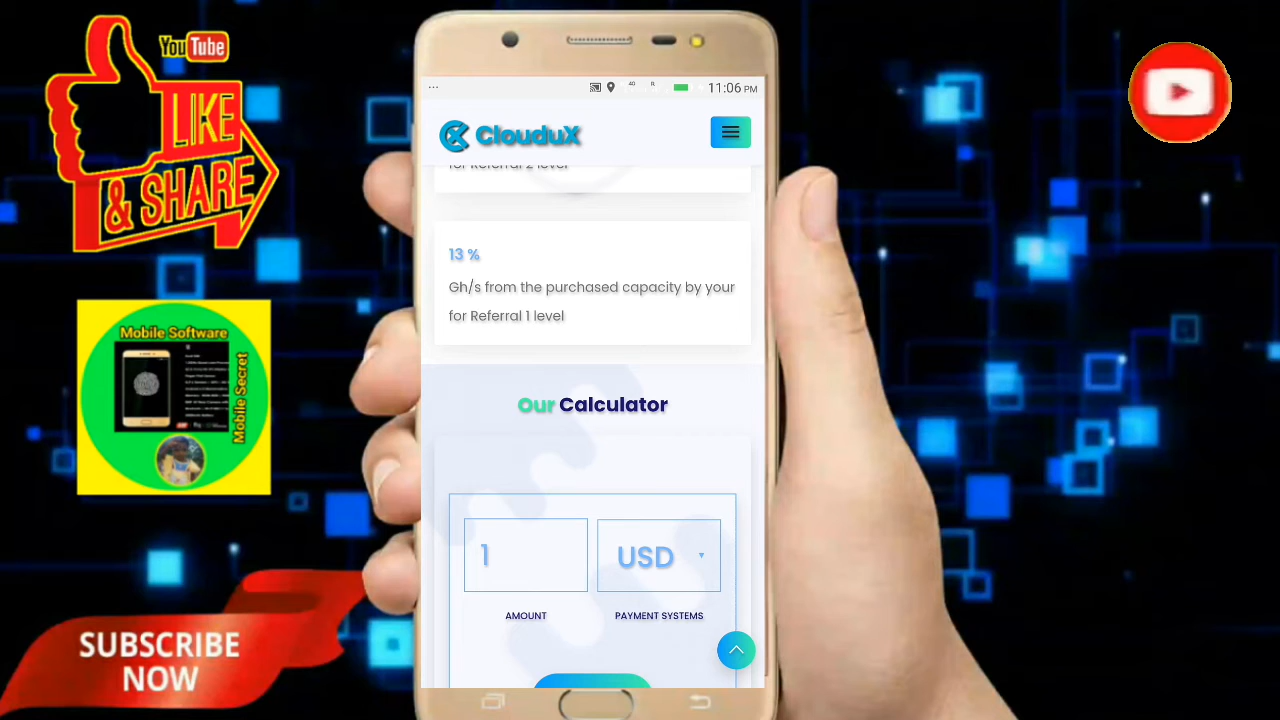 YouTube
LIKE
& SHARE
Mobile Software
Mobile Secret
SUBSCRIBE
NOW
4G
R
11:06 PM
ClouduX
for Referral 2 level
13 %
Gh/s from the purchased capacity by your
for Referral 1 level
Our Calculator
1
USD
AMOUNT
PAYMENT SYSTEMS